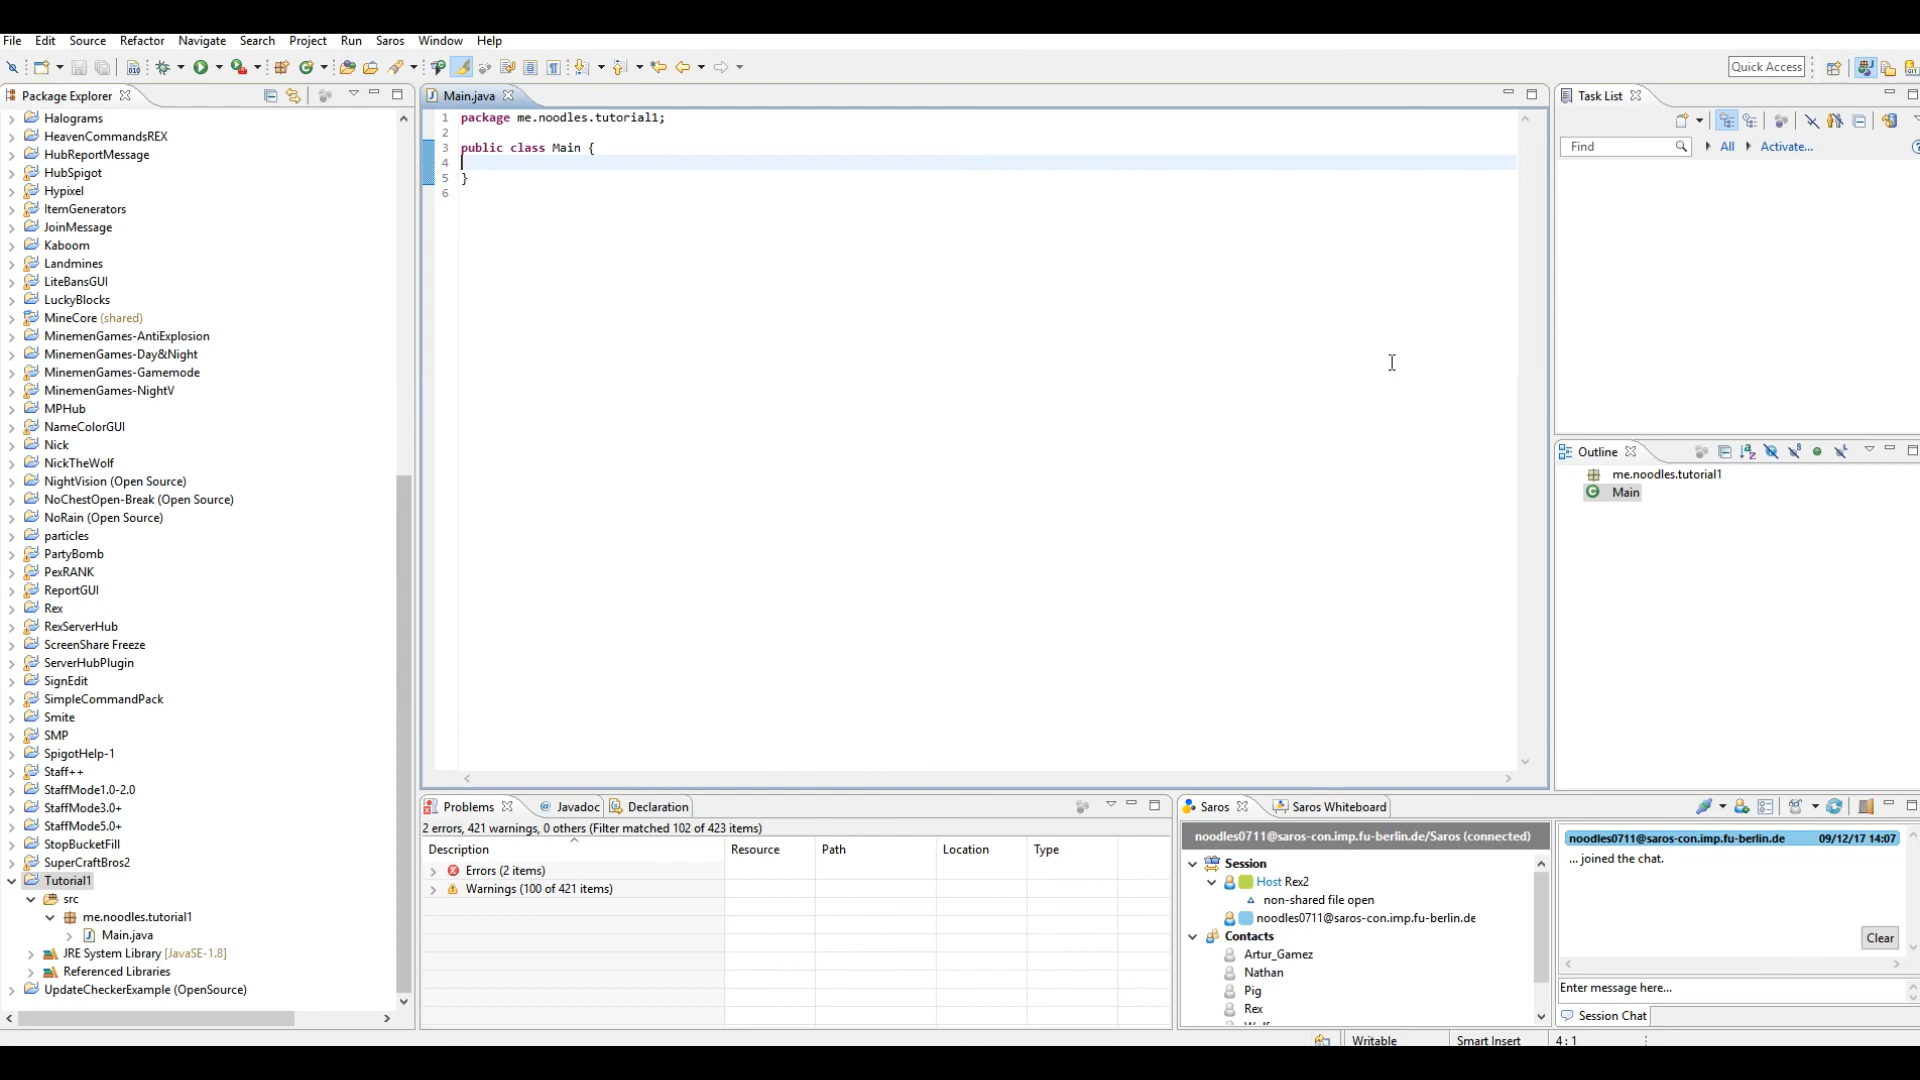 File Edit Source Refactor Navigate Search Project Run Saros Window Help
Quick Access
Package Explorer
Halograms
HeavenCommandsREX
HubReportMessage
HubSpigot
Hypixel
ItemGenerators
JoinMessage
Kaboom
Landmines
LiteBansGUI
LuckyBlocks
MineCore (shared)
MinemenGames-AntiExplosion
MinemenGames-Day&Night
MinemenGames-Gamemode
MinemenGames-NightV
MPHub
NameColorGUI
Nick
NickTheWolf
NightVision (Open Source)
NoChestOpen-Break (Open Source)
NoRain (Open Source)
particles
PartyBomb
PexRANK
ReportGUI
Rex
RexServerHub
ScreenShare Freeze
ServerHubPlugin
SignEdit
SimpleCommandPack
Smite
SMP
SpigotHelp-1
Staff++
StaffMode1.0-2.0
StaffMode3.0+
StaffMode5.0+
StopBucketFill
SuperCraftBros2
Tutorial1
src
me.noodles.tutorial1
Main.java
JRE System Library [JavaSE-1.8]
Referenced Libraries
UpdateCheckerExample (OpenSource)
Main.java
1 package me.noodles.tutorial1;
2
3 public class Main {
4
5 }
6
Task List
Find All Activate...
Outline
me.noodles.tutorial1
Main
Problems Javadoc Declaration
2 errors, 421 warnings, 0 others (Filter matched 102 of 423 items)
Description Resource Path Location Type
Errors (2 items)
Warnings (100 of 421 items)
Saros Saros Whiteboard
noodles0711@saros-con.imp.fu-berlin.de/Saros (connected)
Session
Host Rex2
non-shared file open
noodles0711@saros-con.imp.fu-berlin.de
Contacts
Artur_Gamez
Nathan
Pig
Rex
noodles0711@saros-con.imp.fu-berlin.de 09/12/17 14:07
... joined the chat.
Clear
Enter message here...
Session Chat
Writable Smart Insert 4 : 1